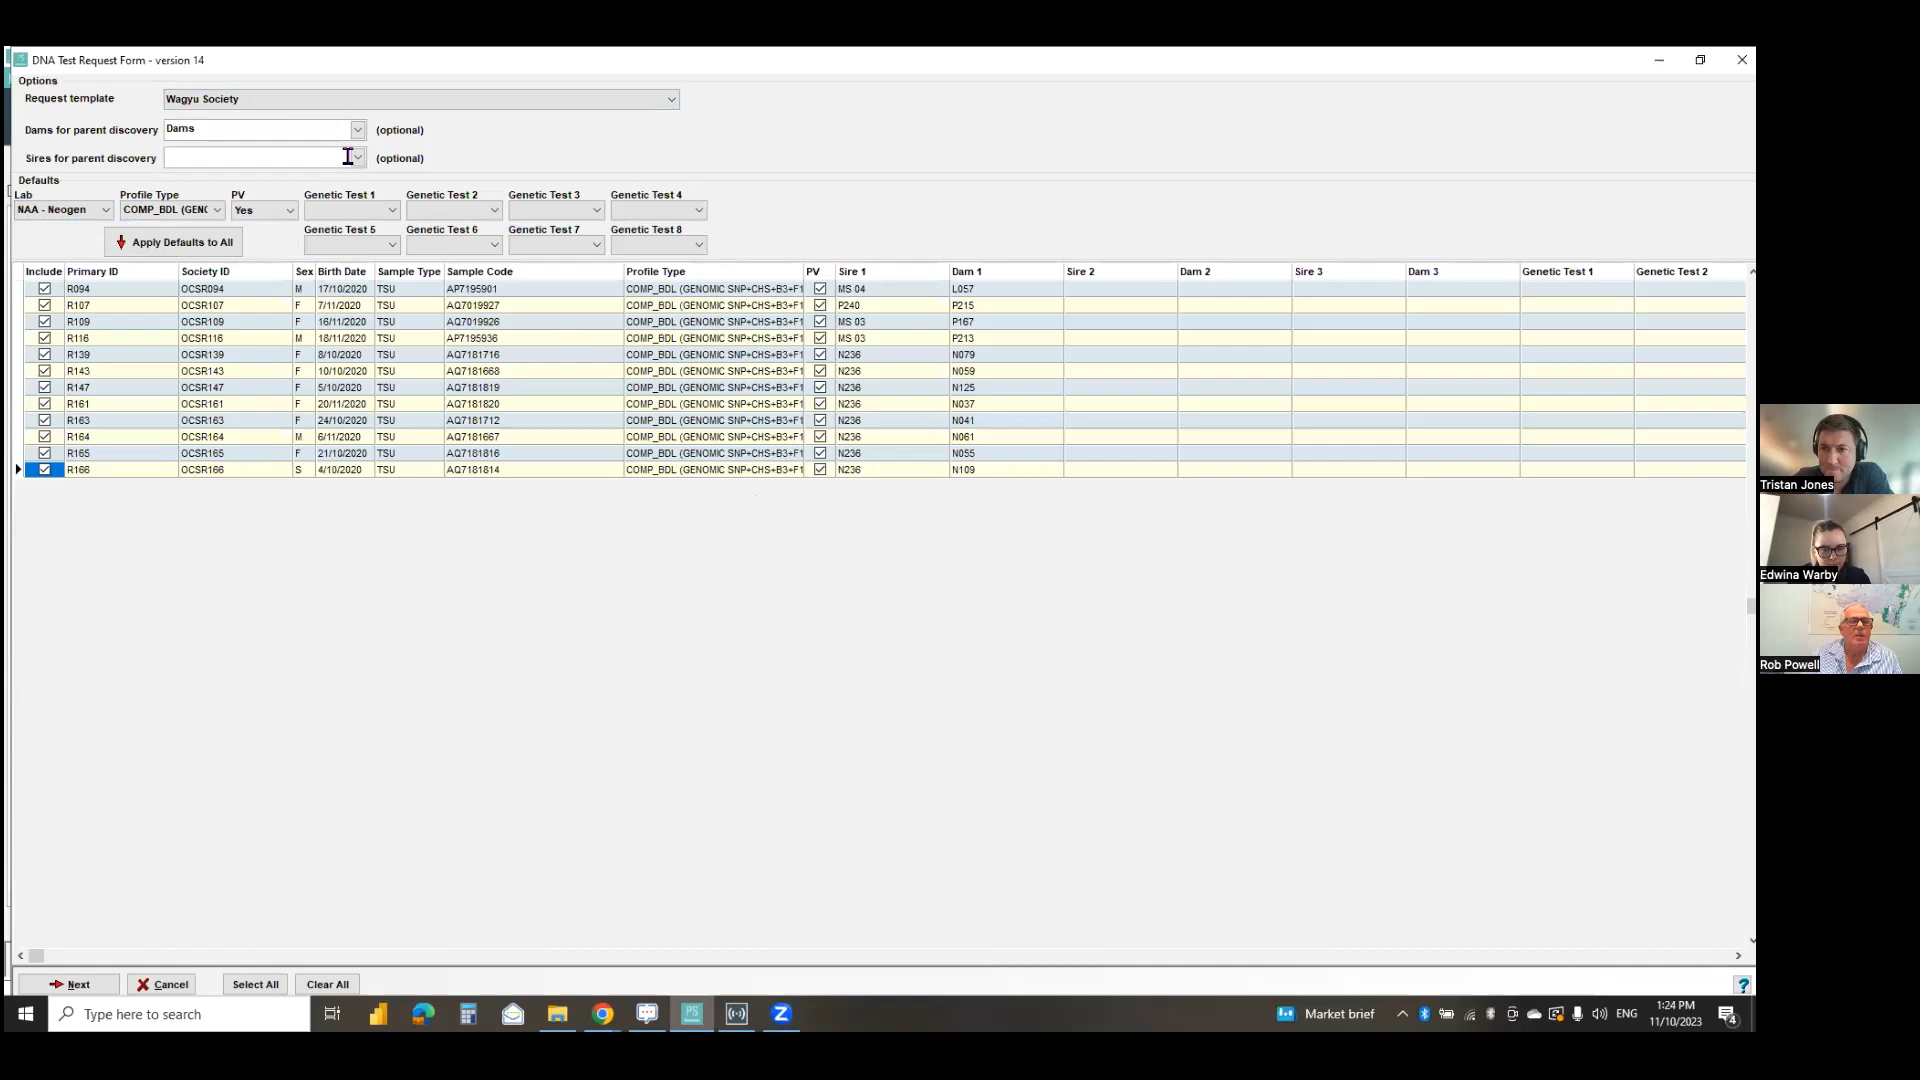 DNA Test Request Form - version 14
Options
Request template Wagyu Society
Dams for parent discovery Dams (optional)
Sires for parent discovery (optional)
Defaults
Lab Profile Type PV Genetic Test 1 Genetic Test 2 Genetic Test 3 Genetic Test 4
NAA - Neogen COMP_BDL (GENC Yes
Genetic Test 5 Genetic Test 6 Genetic Test 7 Genetic Test 8
Apply Defaults to All
Include Primary ID Society ID Sex Birth Date Sample Type Sample Code Profile Type PV Sire 1 Dam 1 Sire 2 Dam 2 Sire 3 Dam 3 Genetic Test 1 Genetic Test 2
R094 OCSR094 M 17/10/2020 TSU AP7195901 COMP_BDL (GENOMIC SNP+CHS+B3+F1 MS 04 L057
R107 OCSR107 F 7/11/2020 TSU AQ7019927 COMP_BDL (GENOMIC SNP+CHS+B3+F1 P240 P215
R109 OCSR109 F 16/11/2020 TSU AQ7019926 COMP_BDL (GENOMIC SNP+CHS+B3+F1 MS 03 P167
R116 OCSR116 M 18/11/2020 TSU AP7195936 COMP_BDL (GENOMIC SNP+CHS+B3+F1 MS 03 P213
R139 OCSR139 F 8/10/2020 TSU AQ7181716 COMP_BDL (GENOMIC SNP+CHS+B3+F1 N236 N079
R143 OCSR143 F 10/10/2020 TSU AQ7181668 COMP_BDL (GENOMIC SNP+CHS+B3+F1 N236 N059
R147 OCSR147 F 5/10/2020 TSU AQ7181819 COMP_BDL (GENOMIC SNP+CHS+B3+F1 N236 N125
R161 OCSR161 F 20/11/2020 TSU AQ7181820 COMP_BDL (GENOMIC SNP+CHS+B3+F1 N236 N037
R163 OCSR163 F 24/10/2020 TSU AQ7181712 COMP_BDL (GENOMIC SNP+CHS+B3+F1 N236 N041
R164 OCSR164 M 6/11/2020 TSU AQ7181667 COMP_BDL (GENOMIC SNP+CHS+B3+F1 N236 N061
R165 OCSR165 F 21/10/2020 TSU AQ7181816 COMP_BDL (GENOMIC SNP+CHS+B3+F1 N236 N055
R166 OCSR166 S 4/10/2020 TSU AQ7181814 COMP_BDL (GENOMIC SNP+CHS+B3+F1 N236 N109
Tristan Jones
Edwina Warby
Rob Powell
Next Cancel Select All Clear All
Type here to search
Market brief
ENG
1:24 PM
11/10/2023
4